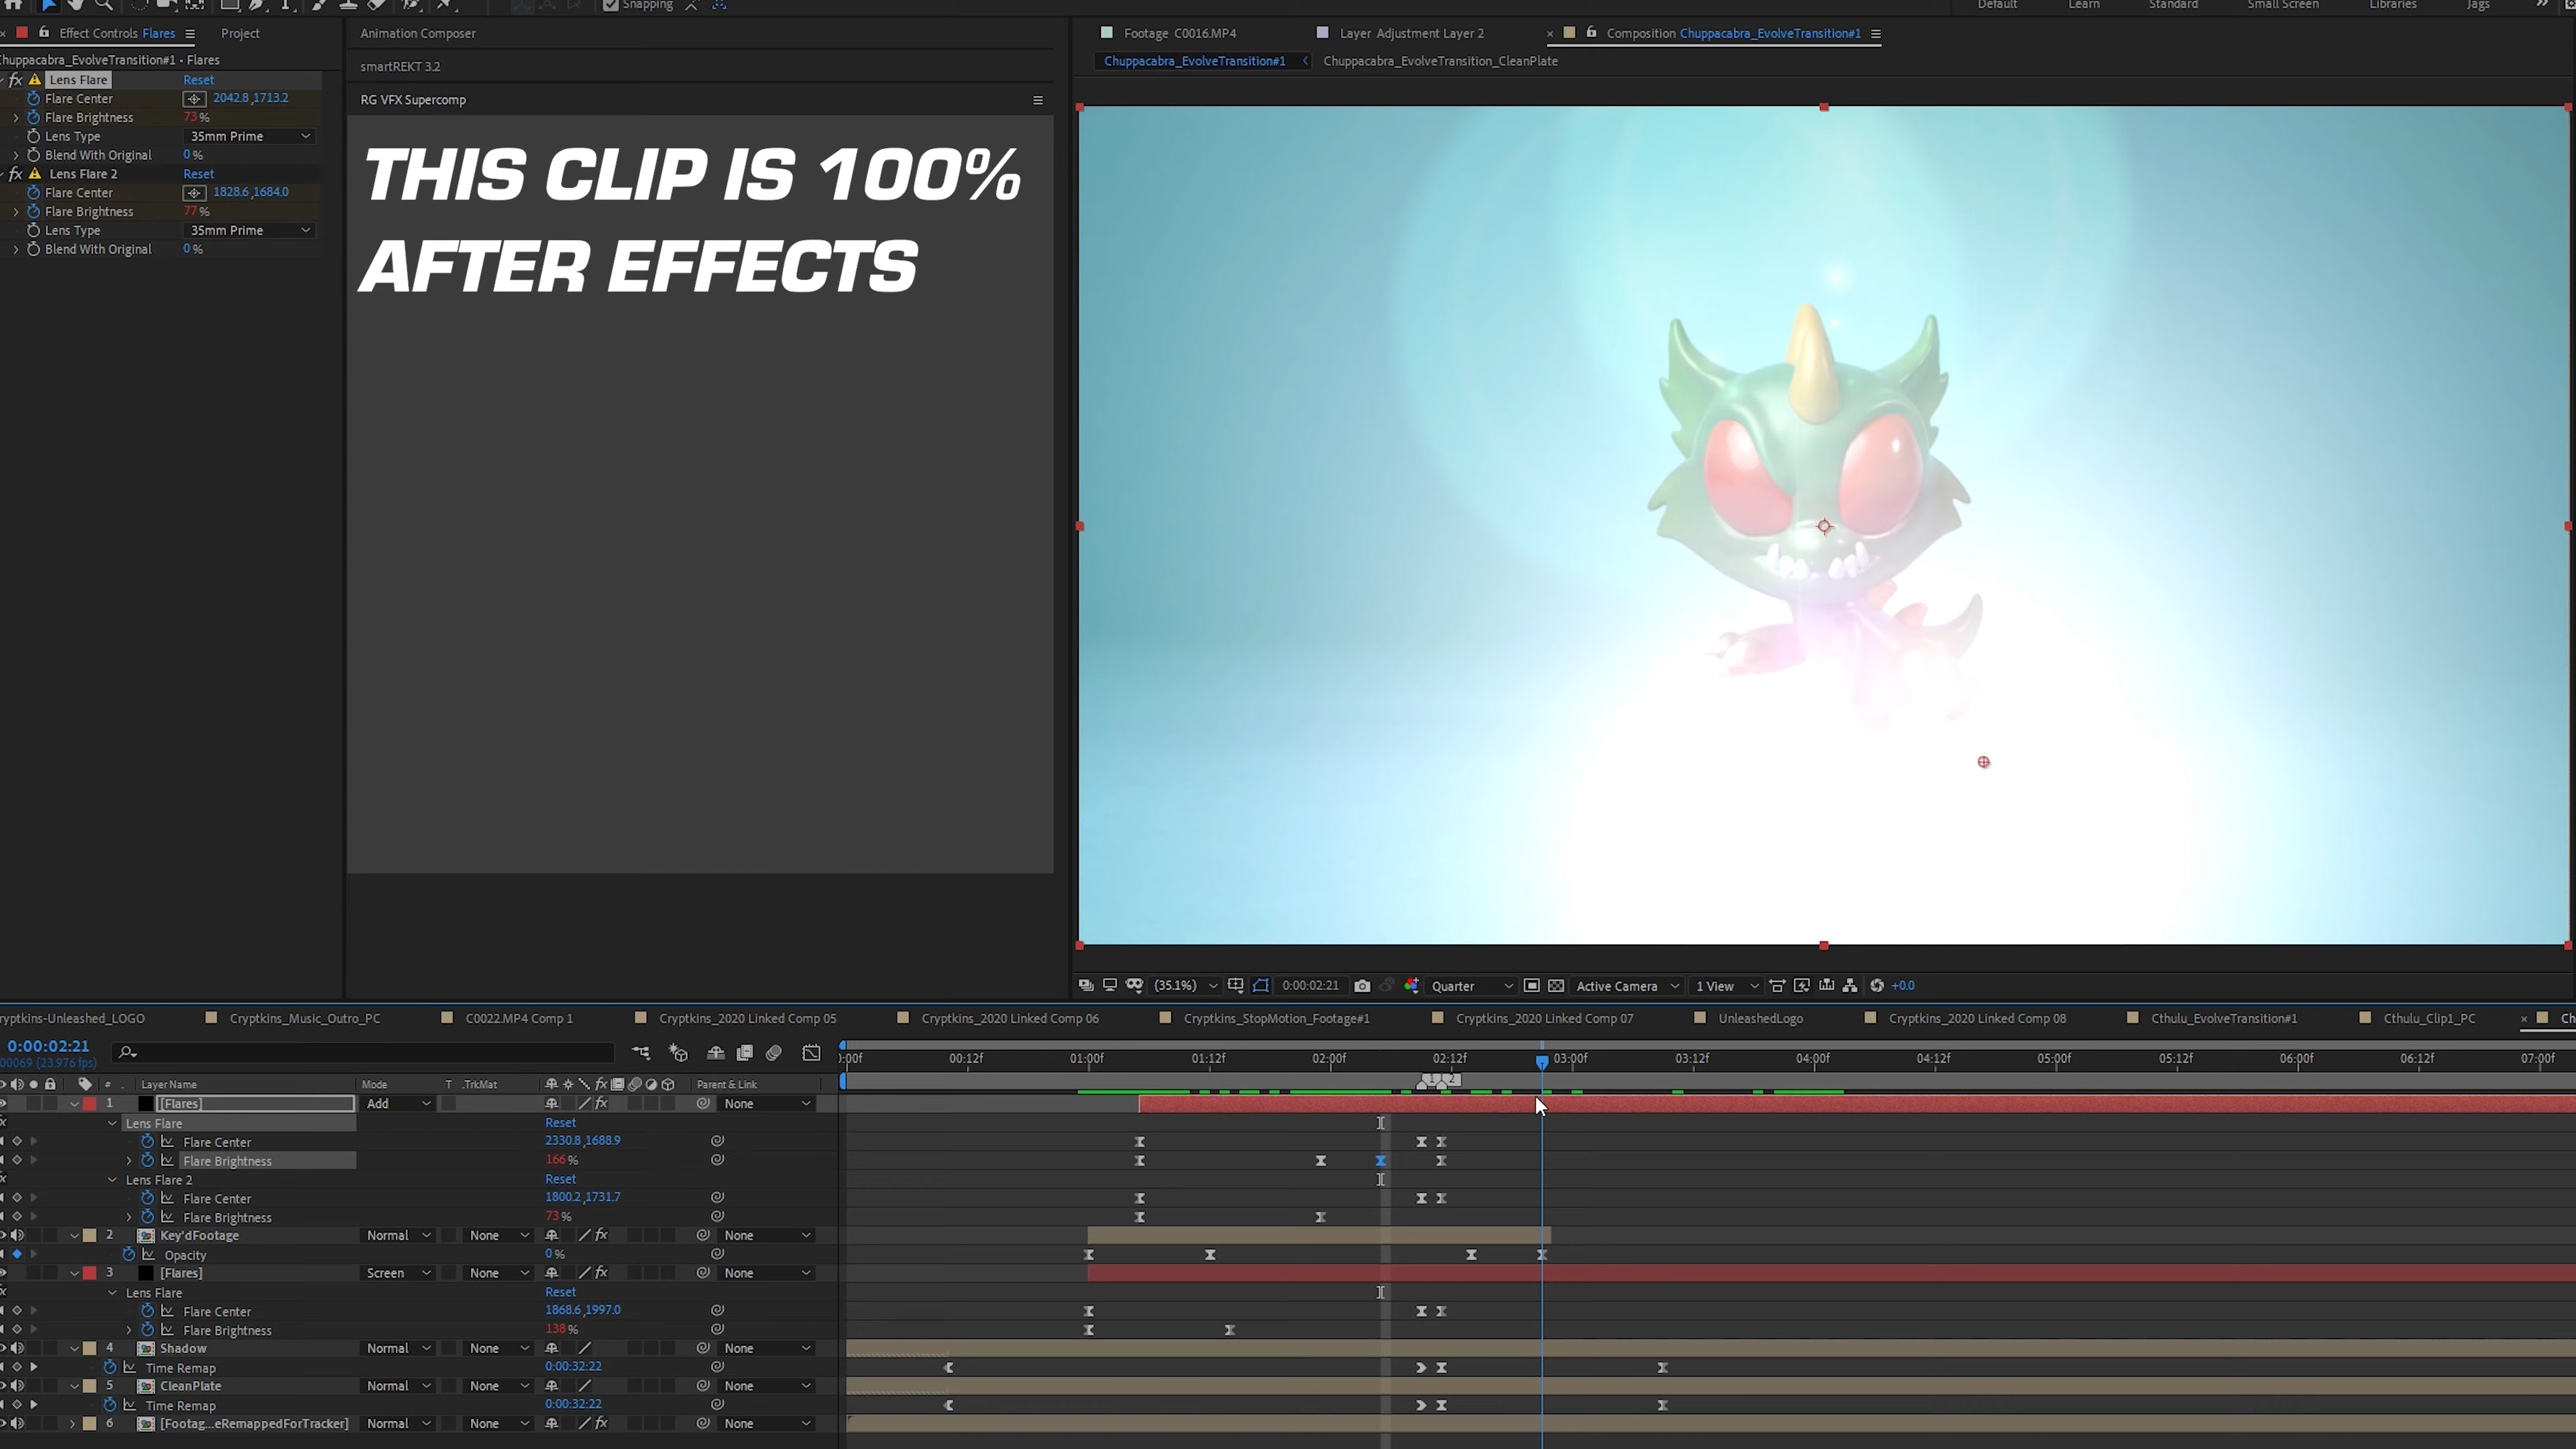 Snapping
Default Learn Standard Small Screen Libraries Jags
Effect Controls Flares Project
Chuppacabra_EvolveTransition#1 • Flares
fx Lens Flare Reset
Flare Center 2042.8,1713.2
Flare Brightness 73 %
Lens Type 35mm Prime
Blend With Original 0 %
fx Lens Flare 2 Reset
Flare Center 1828.6,1684.0
Flare Brightness 77 %
Lens Type 35mm Prime
Blend With Original 0 %
Animation Composer
smartREKT 3.2
RG VFX Supercomp
THIS CLIP IS 100%
AFTER EFFECTS
Footage C0016.MP4 Layer Adjustment Layer 2 Composition Chuppacabra_EvolveTransition#1
Chuppacabra_EvolveTransition#1 Chuppacabra_EvolveTransition_CleanPlate
(35.1%) 0:00:02:21 Quarter Active Camera 1 View +0.0
ryptkins-Unleashed_LOGO Cryptkins_Music_Outro_PC C0022.MP4 Comp 1 Cryptkins_2020 Linked Comp 05 Cryptkins_2020 Linked Comp 06 Cryptkins_StopMotion_Footage#1 Cryptkins_2020 Linked Comp 07 UnleashedLogo Cryptkins_2020 Linked Comp 08 Cthulu_EvolveTransition#1 Cthulu_Clip1_PC Ch
0:00:02:21
00069 (23.976 fps)
):00f 00:12f 01:00f 01:12f 02:00f 02:12f 03:00f 03:12f 04:00f 04:12f 05:00f 05:12f 06:00f 06:12f 07:00f
# Layer Name Mode T .TrkMat fx Parent & Link
1 2
1 [Flares] Add fx None
Lens Flare Reset
Flare Center 2330.8,1688.9
Flare Brightness 166 %
Lens Flare 2 Reset
Flare Center 1800.2,1731.7
Flare Brightness 73 %
2 Key'dFootage Normal None None
Opacity 0 %
3 [Flares] Screen None fx None
Lens Flare Reset
Flare Center 1868.6,1997.0
Flare Brightness 138 %
4 Shadow Normal None None
Time Remap 0:00:32:22
5 CleanPlate Normal None None
Time Remap 0:00:32:22
6 [Footag...eRemappedForTracker] Normal None fx None